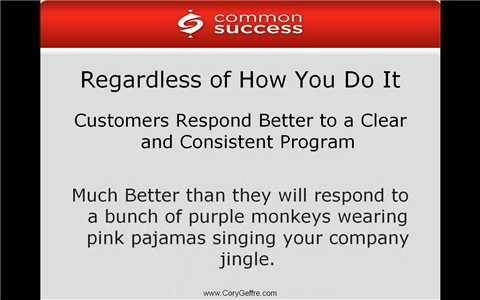 common
success
Regardless of How You Do It
Customers Respond Better to a Clear
and Consistent Program
Much Better than they will respond to
a bunch of purple monkeys wearing
pink pajamas singing your company
jingle.
www.CoryGeffre.com